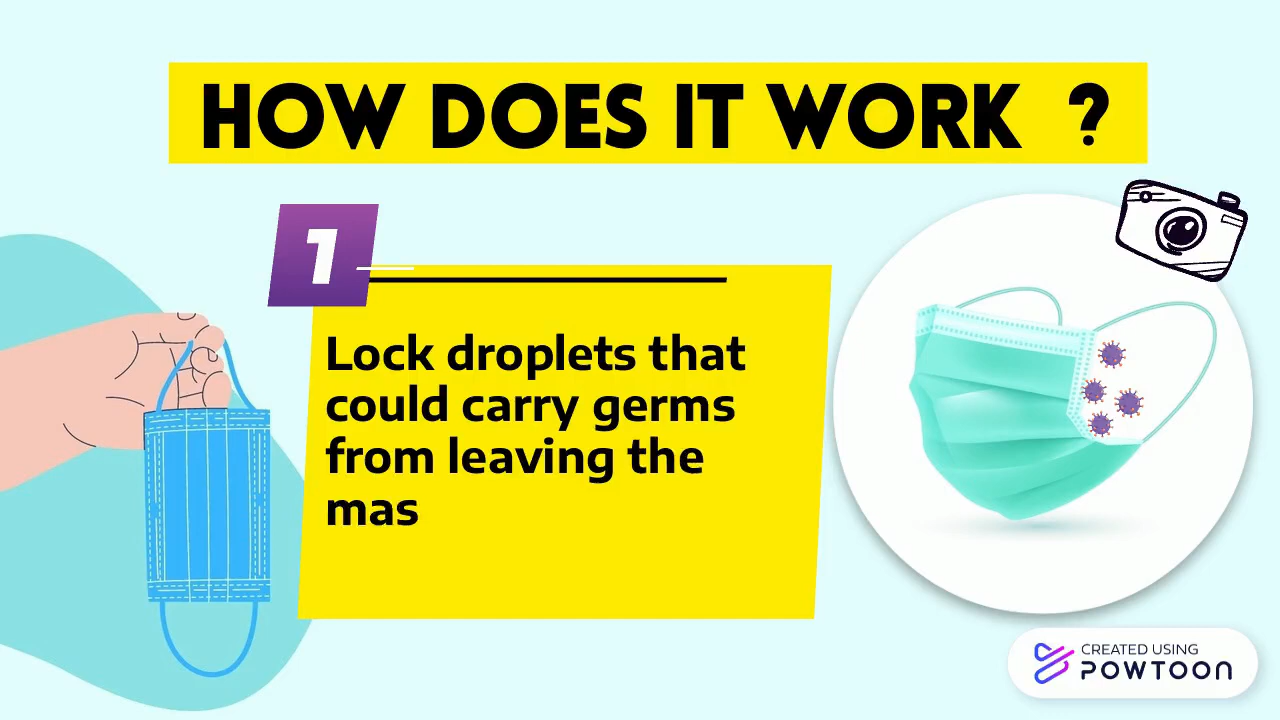 HOW DOES IT WORK ?
1
Lock droplets that
could carry germs
from leaving the
mas
CREATED USING
POWTOON